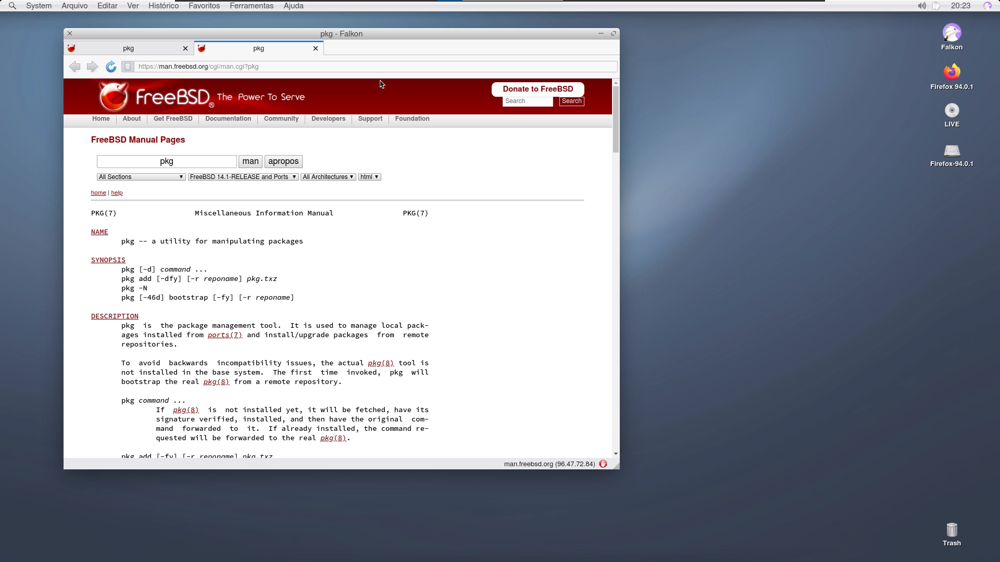 System Arquivo Editar Ver Histórico Favoritos Ferramentas Ajuda 20:23
pkg - Falkon
pkg pkg
https://man.freebsd.org/cgi/man.cgi?pkg
FreeBSD® The Power To Serve
Donate to FreeBSD
Search Search
Home About Get FreeBSD Documentation Community Developers Support Foundation
FreeBSD Manual Pages
pkg man apropos
All Sections FreeBSD 14.1-RELEASE and Ports All Architectures html
home | help
PKG(7) Miscellaneous Information Manual PKG(7)
NAME
pkg -- a utility for manipulating packages
SYNOPSIS
pkg [-d] command ...
pkg add [-dfy] [-r reponame] pkg.txz
pkg -N
pkg [-46d] bootstrap [-fy] [-r reponame]
DESCRIPTION
pkg is the package management tool. It is used to manage local pack-
ages installed from ports(7) and install/upgrade packages from remote
repositories.
To avoid backwards incompatibility issues, the actual pkg(8) tool is
not installed in the base system. The first time invoked, pkg will
bootstrap the real pkg(8) from a remote repository.
pkg command ...
If pkg(8) is not installed yet, it will be fetched, have its
signature verified, installed, and then have the original com-
mand forwarded to it. If already installed, the command re-
quested will be forwarded to the real pkg(8).
pkg add [-fy] [-r reponame] pkg.txz
man.freebsd.org (96.47.72.84)
Falkon
Firefox 94.0.1
LIVE
Firefox-94.0.1
Trash